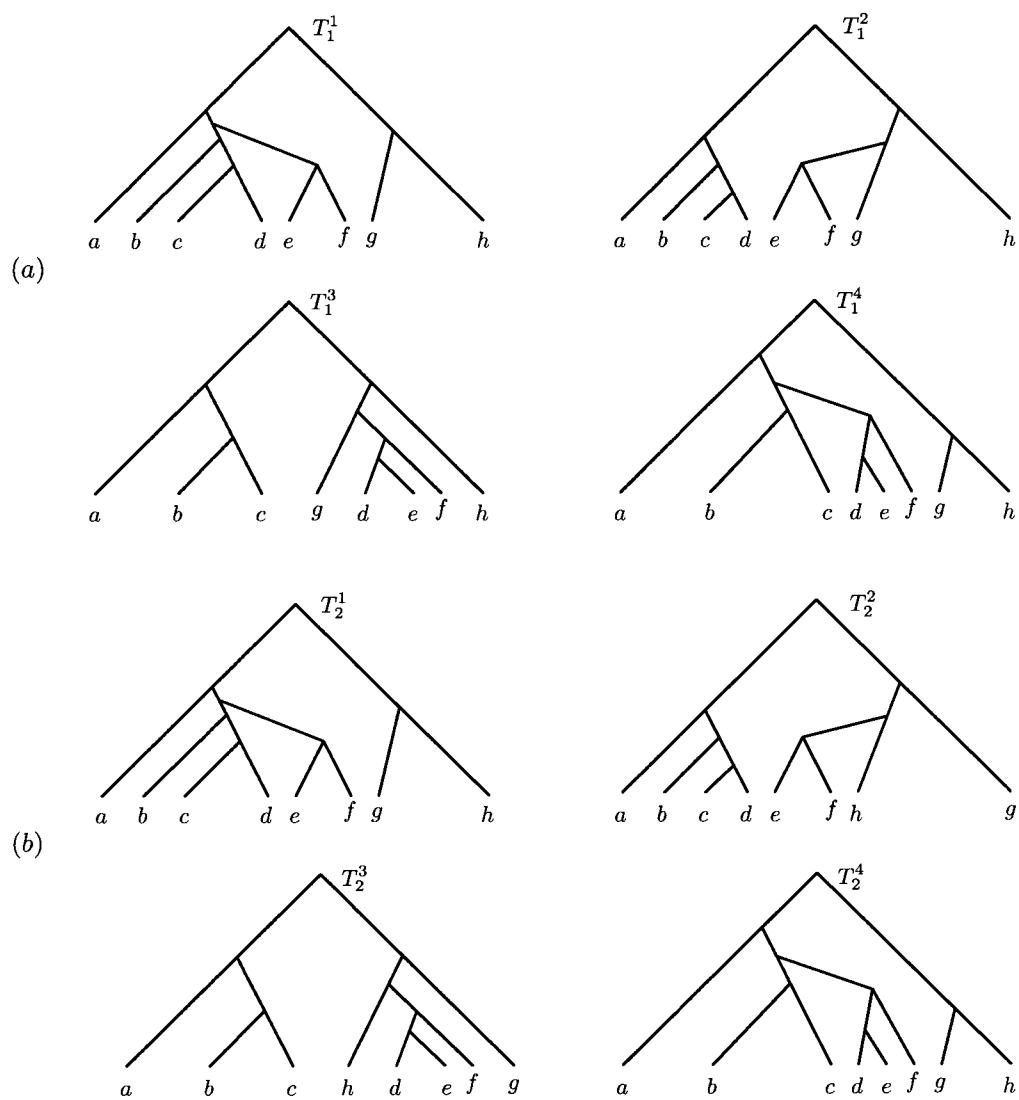 T_1^1 T_1^2
a b c d e f g h a b c d e f g h
(a)
T_1^3 T_1^4
a b c g d e f h a b c d e f g h
T_2^1 T_2^2
a b c d e f g h a b c d e f h g
(b)
T_2^3 T_2^4
a b c h d e f g a b c d e f g h